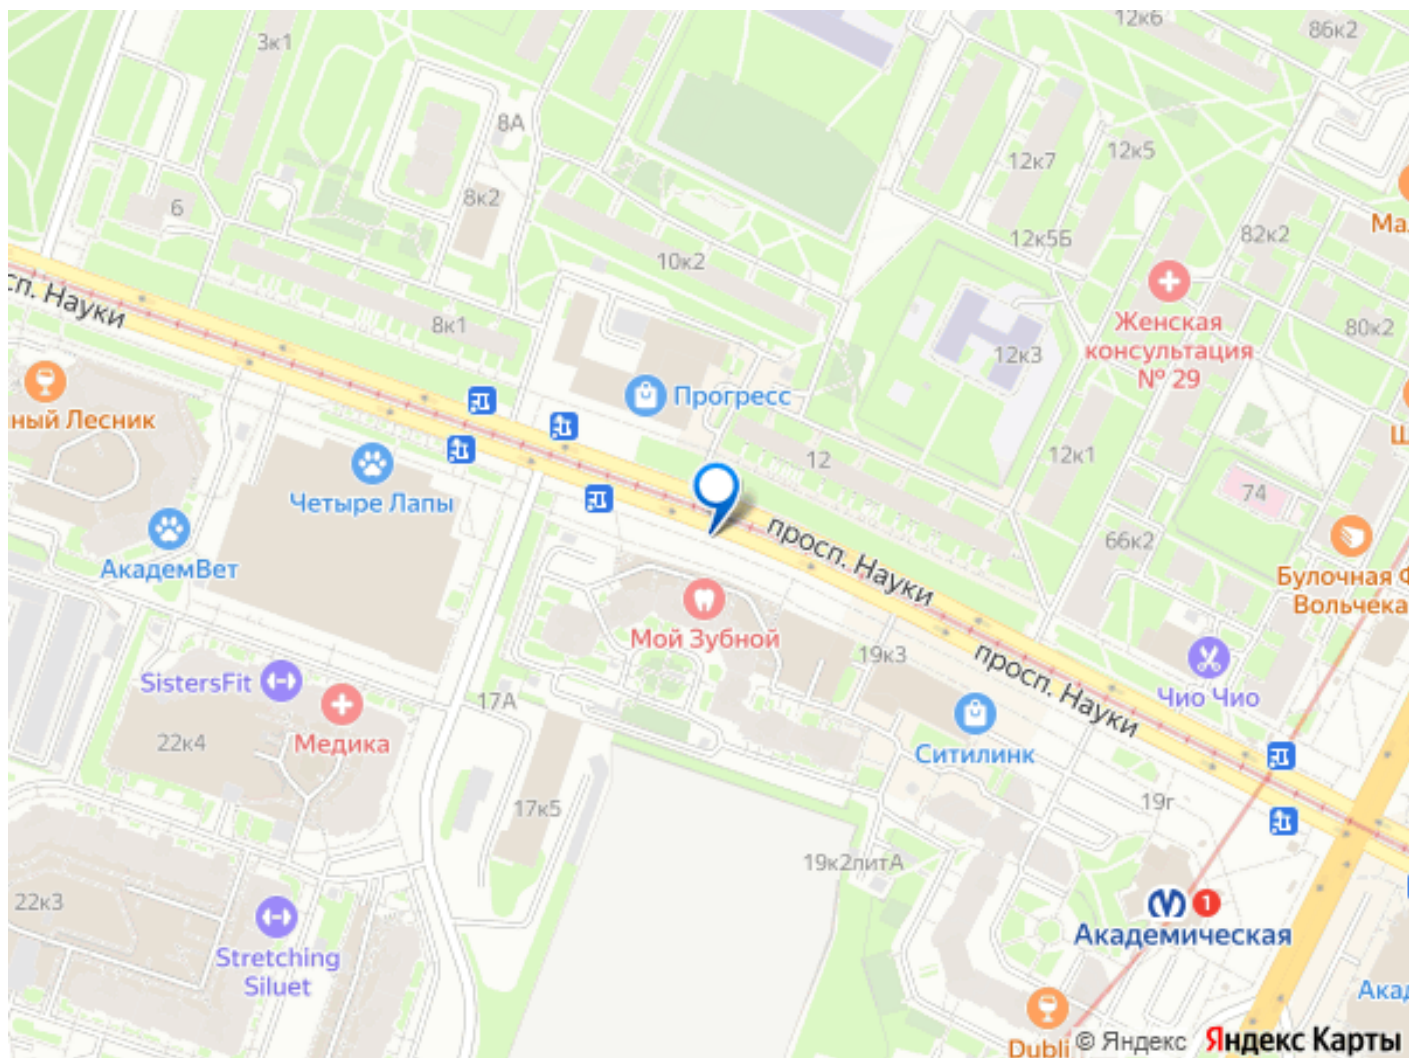 12к6
86к2
3к1
8А
12к7
12к5
6
8к2
Ма
12к5Б
82к2
10к2
сп. Науки
8к1
Женская
консультация
№ 29
80к2
12к3
Прогресс
ный Лесник
Ш
12
12к1
Четыре Лапы
74
просп. Науки
66к2
АкадемВет
Булочная Ф
Вольчека
Мой Зубной
19к3
просп. Науки
SistersFit
17А
Чио Чио
22к4
Медика
Ситилинк
17к5
19г
19к2литА
22к3
1
Академическая
Stretching
Siluet
Акад
Dubli
© Яндекс Яндекс Карты